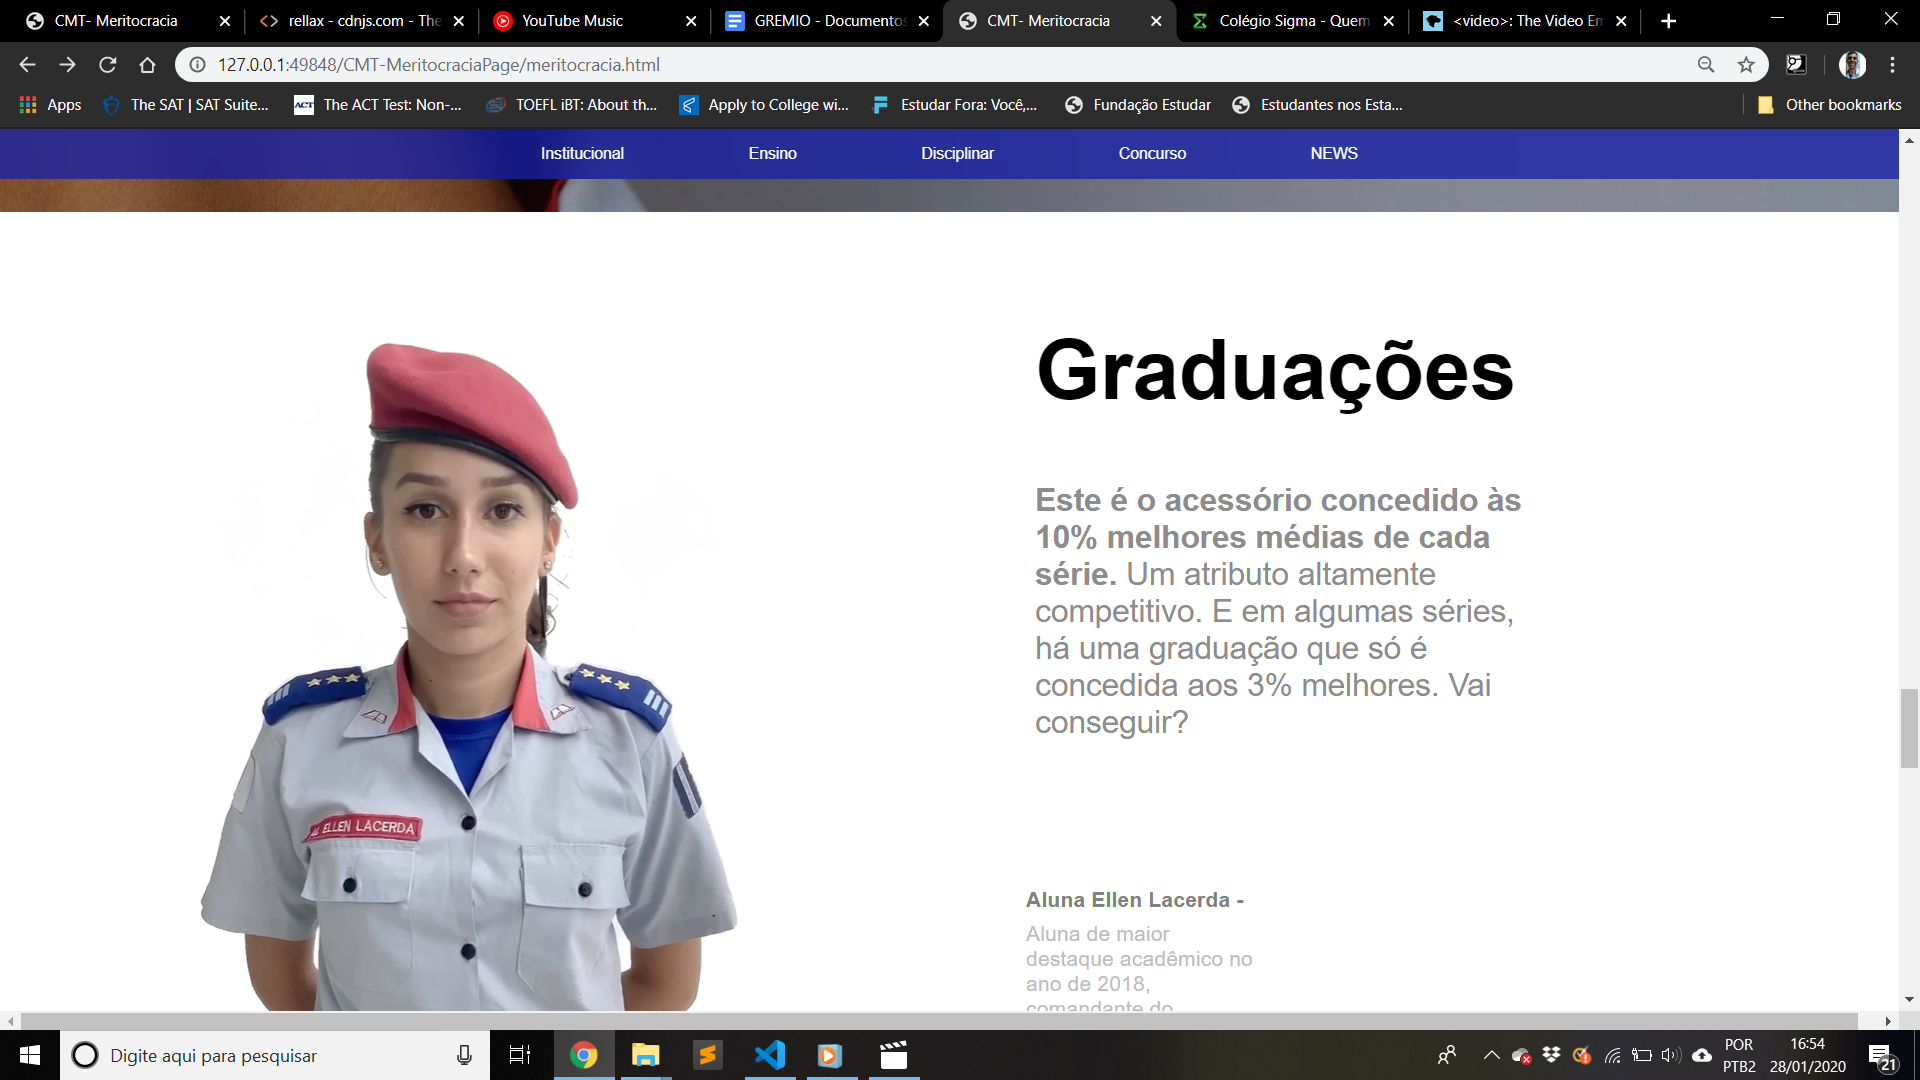 CMT- Meritocracia
rellax - cdnjs.com - The
YouTube Music
GREMIO - Documentos
CMT- Meritocracia
Colégio Sigma - Quem
<video>: The Video Em
127.0.0.1:49848/CMT-MeritocraciaPage/meritocracia.html
Apps
The SAT | SAT Suite...
ACT
The ACT Test: Non-...
TOEFL iBT: About th...
Apply to College wi...
Estudar Fora: Você,...
Fundação Estudar
Estudantes nos Esta...
Other bookmarks
Institucional
Ensino
Disciplinar
Concurso
NEWS
Graduações
Este é o acessório concedido às
10% melhores médias de cada
série. Um atributo altamente
competitivo. E em algumas séries,
há uma graduação que só é
concedida aos 3% melhores. Vai
conseguir?
AL ELLEN LACERDA
Aluna Ellen Lacerda -
Aluna de maior
destaque acadêmico no
ano de 2018,
comandante do
Digite aqui para pesquisar
POR
PTB2
16:54
28/01/2020
21